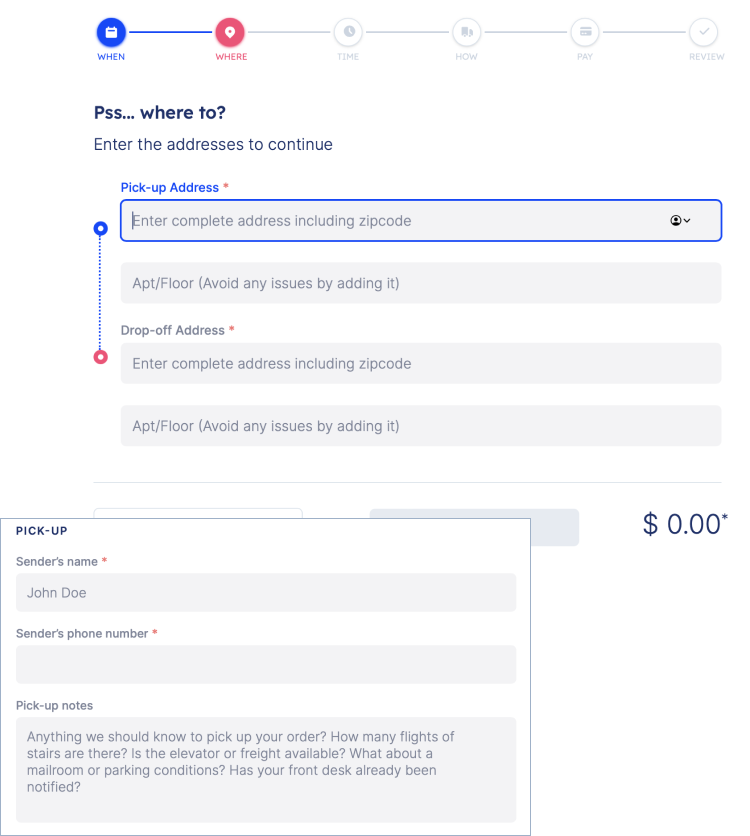 WHEN WHERE TIME HOW PAY REVIEW
Pss... where to?
Enter the addresses to continue
Pick-up Address *
Enter complete address including zipcode
Apt/Floor (Avoid any issues by adding it)
Drop-off Address *
Enter complete address including zipcode
Apt/Floor (Avoid any issues by adding it)
$ 0.00*
PICK-UP
Sender's name *
John Doe
Sender's phone number *
Pick-up notes
Anything we should know to pick up your order? How many flights of
stairs are there? Is the elevator or freight available? What about a
mailroom or parking conditions? Has your front desk already been
notified?